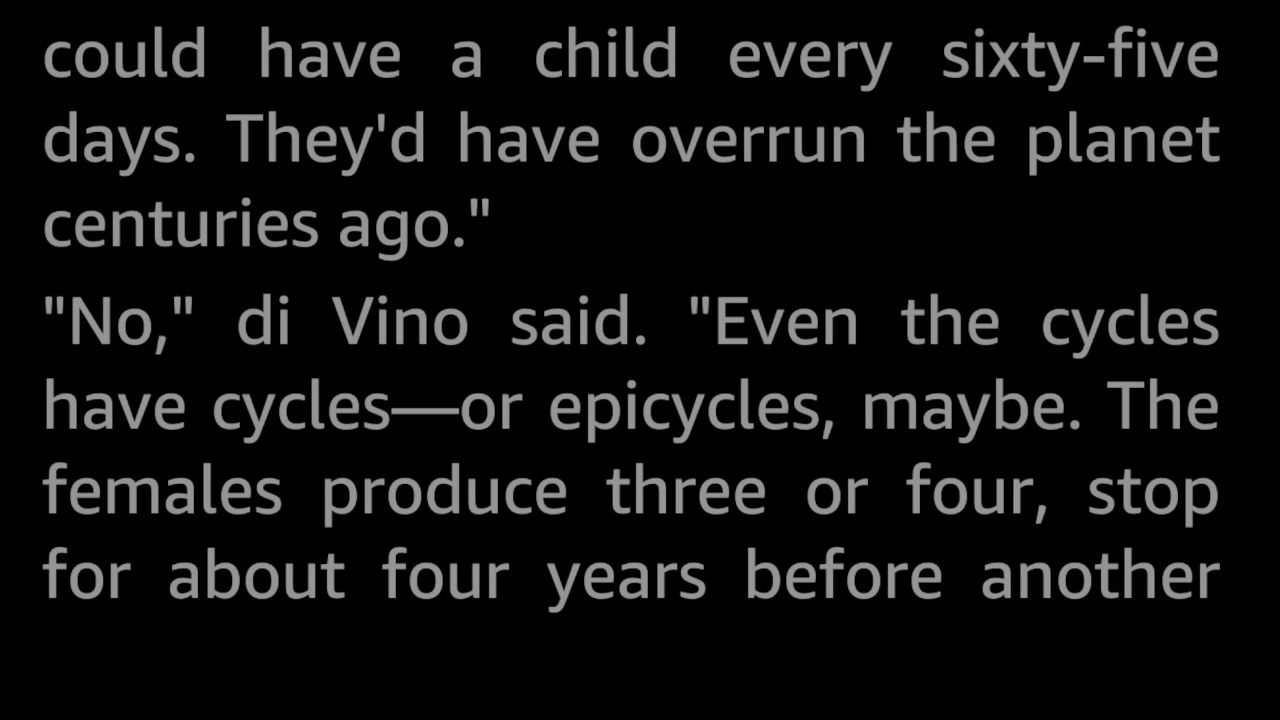 could have a child every sixty-five
days. They'd have overrun the planet
centuries ago."
"No," di Vino said. "Even the cycles
have cycles—or epicycles, maybe. The
females produce three or four, stop
for about four years before another